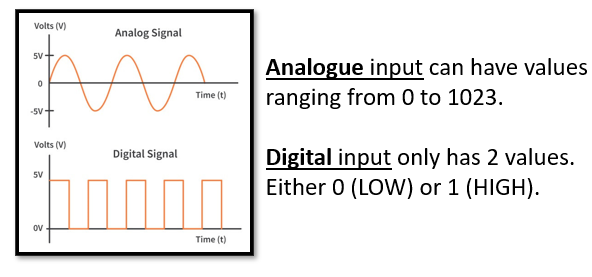 Volts (V)
Analog Signal
5V
0
-5V
Time (t)
Volts (V)
Digital Signal
5V
0V
Time (t)
Analogue input can have values
ranging from 0 to 1023.
Digital input only has 2 values.
Either 0 (LOW) or 1 (HIGH).